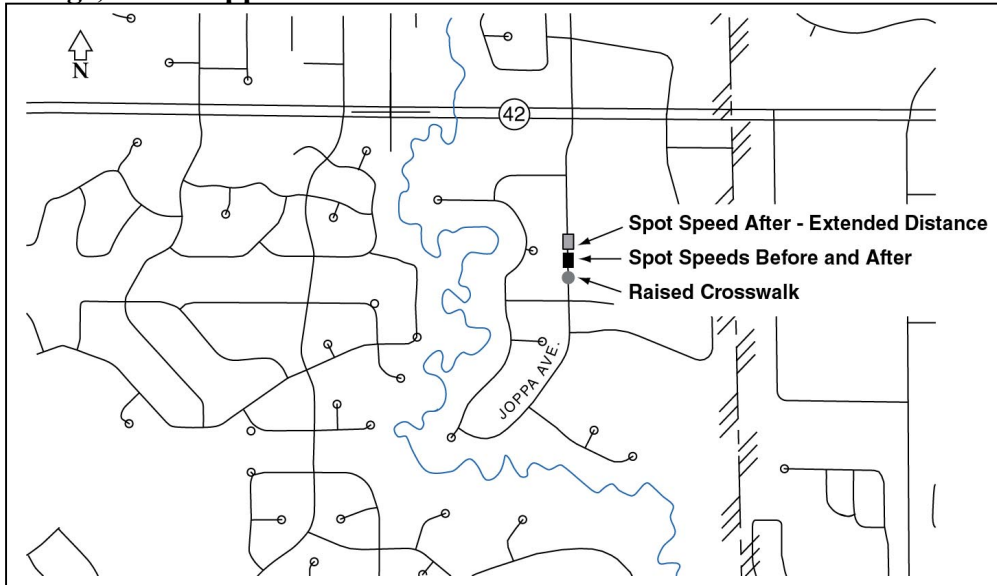 N
42
Spot Speed After - Extended Distance
Spot Speeds Before and After
Raised Crosswalk
JOPPA AVE.